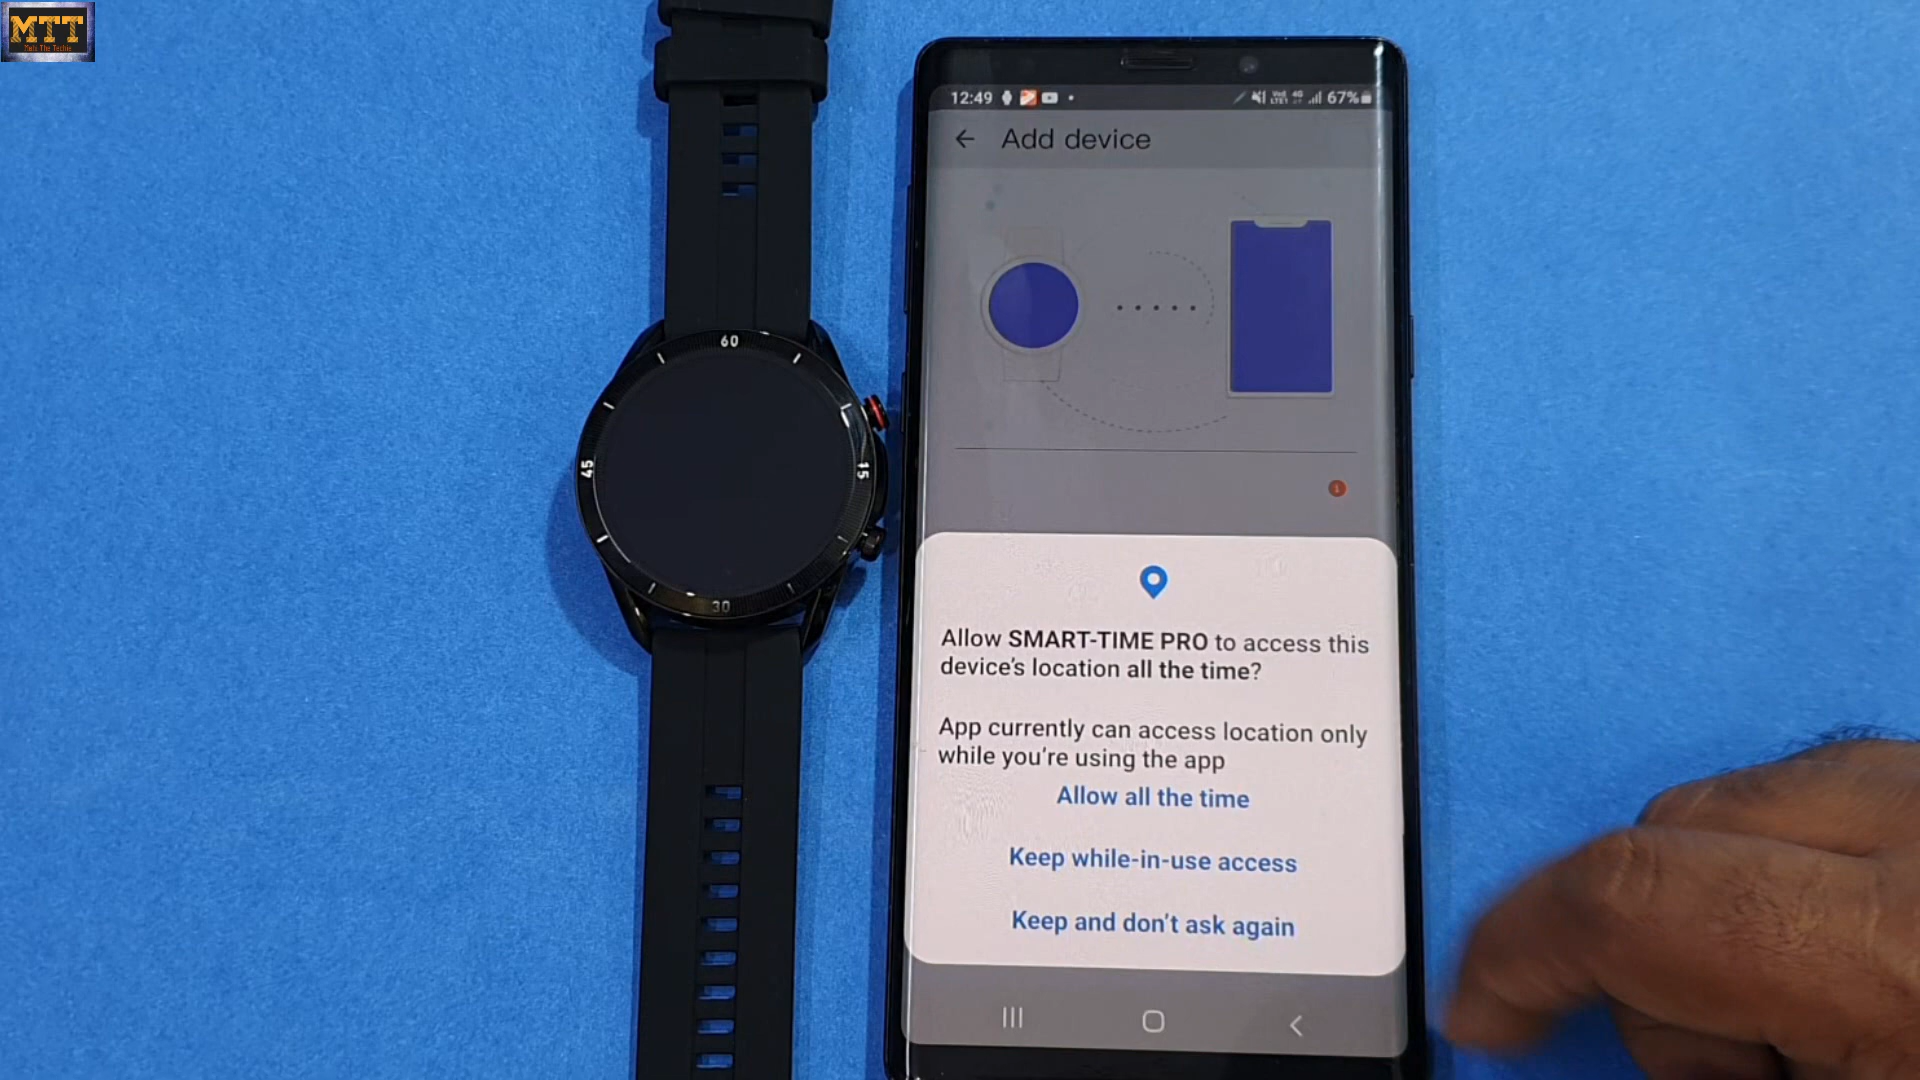 MTT
12:49
67%
Add device
60
45
15
30
Allow SMART-TIME PRO to access this
device's location all the time?
App currently can access location only
while you're using the app
Allow all the time
Keep while-in-use access
Keep and don't ask again